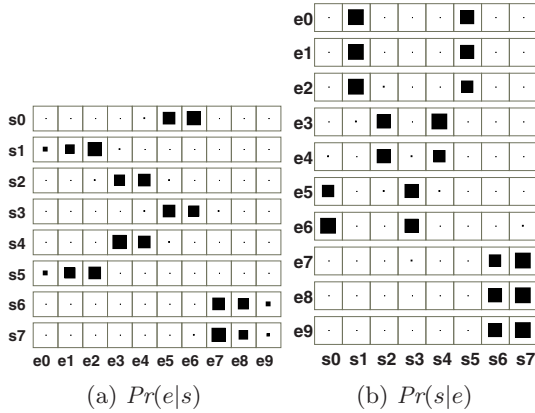 s0
s1
s2
s3
s4
s5
s6
s7
e0 e1 e2 e3 e4 e5 e6 e7 e8 e9
(a) Pr(e|s)
e0
e1
e2
e3
e4
e5
e6
e7
e8
e9
s0 s1 s2 s3 s4 s5 s6 s7
(b) Pr(s|e)